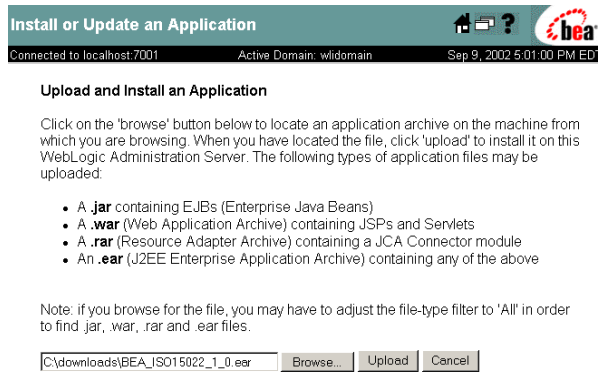 Install or Update an Application
?
bea
Connected to localhost:7001 Active Domain: wlidomain Sep 9, 2002 5:01:00 PM EDT
Upload and Install an Application
Click on the 'browse' button below to locate an application archive on the machine from
which you are browsing. When you have located the file, click 'upload' to install it on this
WebLogic Administration Server. The following types of application files may be
uploaded:
• A .jar containing EJBs (Enterprise Java Beans)
• A .war (Web Application Archive) containing JSPs and Servlets
• A .rar (Resource Adapter Archive) containing a JCA Connector module
• An .ear (J2EE Enterprise Application Archive) containing any of the above
Note: if you browse for the file, you may have to adjust the file-type filter to 'All' in order
to find .jar, .war, .rar and .ear files.
C:\downloads\BEA_ISO15022_1_0.ear Browse... Upload Cancel